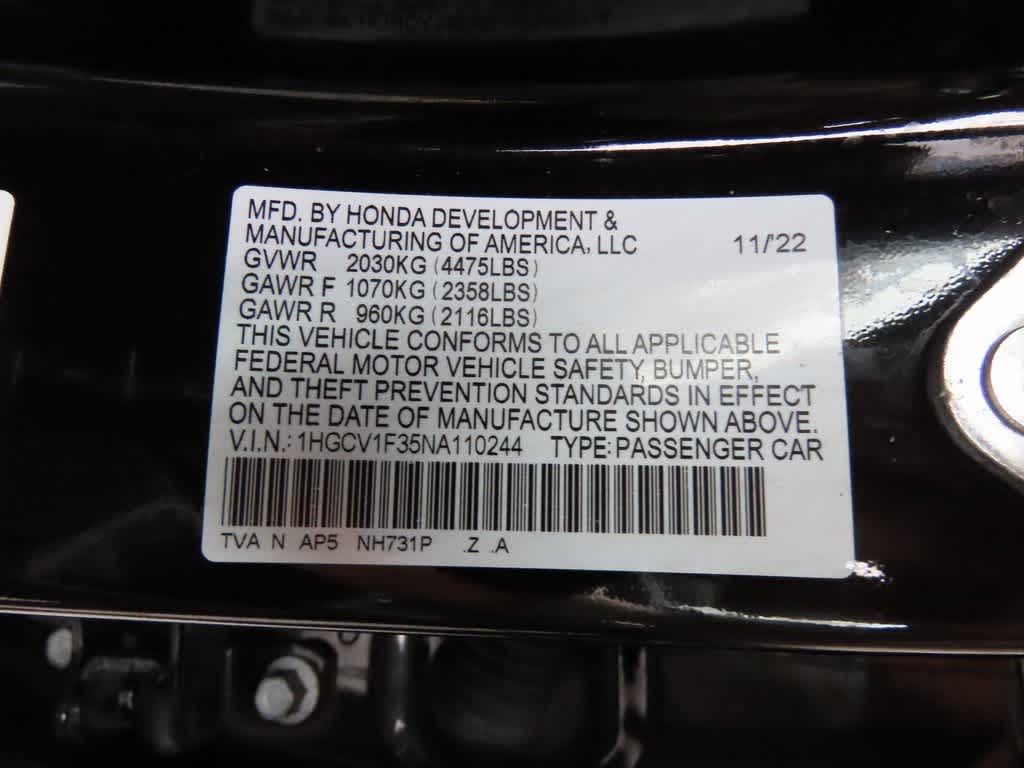 MFD. BY HONDA DEVELOPMENT &
MANUFACTURING OF AMERICA, LLC 11/'22
GVWR 2030KG (4475LBS)
GAWR F 1070KG (2358LBS)
GAWR R 960KG (2116LBS)
THIS VEHICLE CONFORMS TO ALL APPLICABLE
FEDERAL MOTOR VEHICLE SAFETY, BUMPER,
AND THEFT PREVENTION STANDARDS IN EFFECT
ON THE DATE OF MANUFACTURE SHOWN ABOVE.
V.I.N.: 1HGCV1F35NA110244 TYPE: PASSENGER CAR
TVA N AP5 NH731P .Z .A